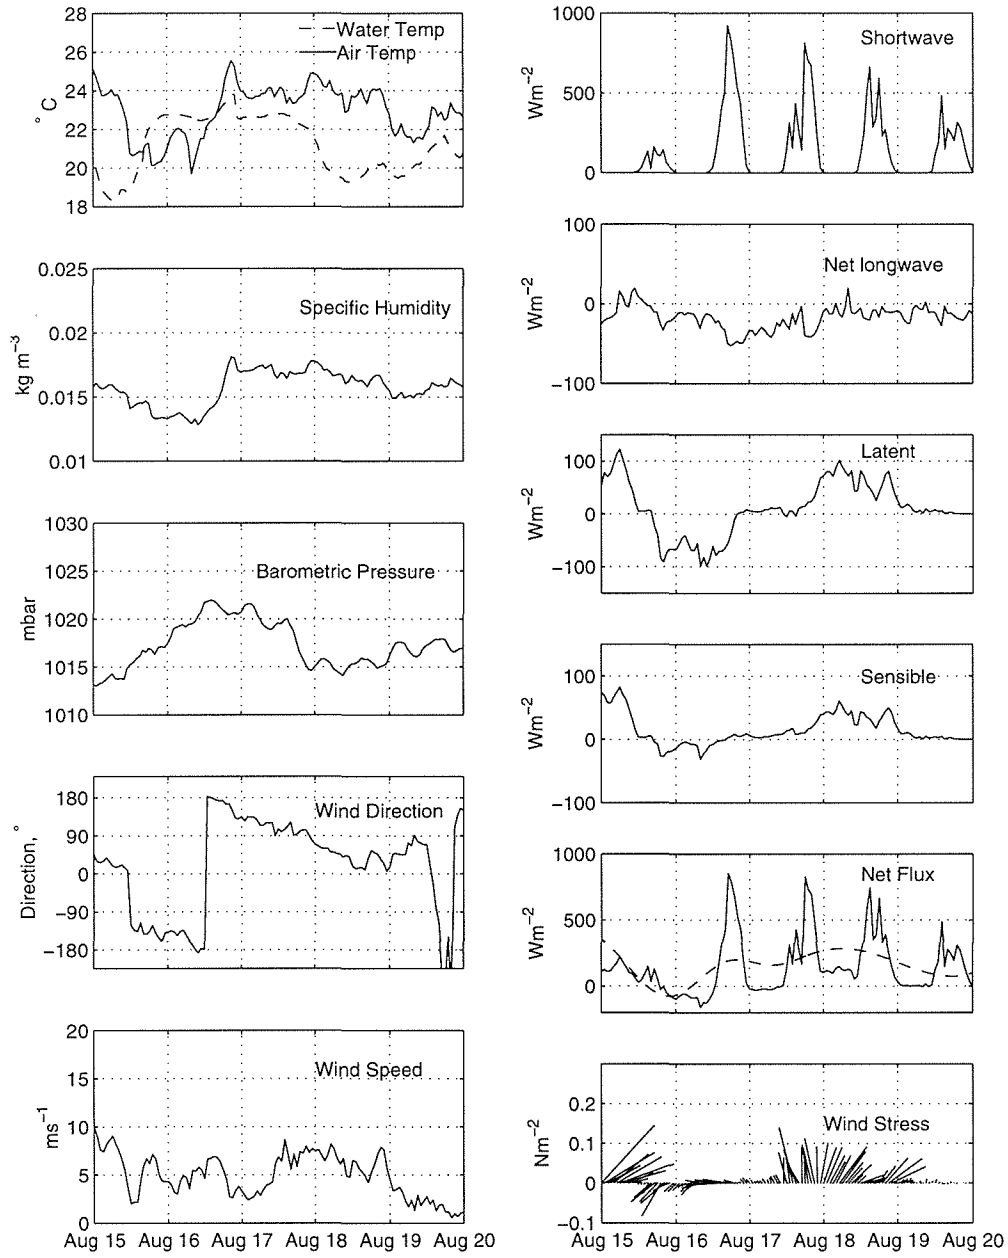 28
26
24
22
20
18
° C
Water Temp
Air Temp
0.025
0.02
0.015
0.01
kg m−3
Specific Humidity
1030
1025
1020
1015
1010
mbar
Barometric Pressure
180
90
0
−90
−180
Direction, °
Wind Direction
20
15
10
5
0
ms−1
Wind Speed
Aug 15 Aug 16 Aug 17 Aug 18 Aug 19 Aug 20
1000
500
0
Wm−2
Shortwave
100
0
−100
Wm−2
Net longwave
100
0
−100
Wm−2
Latent
100
0
−100
Wm−2
Sensible
1000
500
0
Wm−2
Net Flux
0.2
0.1
0
−0.1
Nm−2
Wind Stress
Aug 15 Aug 16 Aug 17 Aug 18 Aug 19 Aug 20